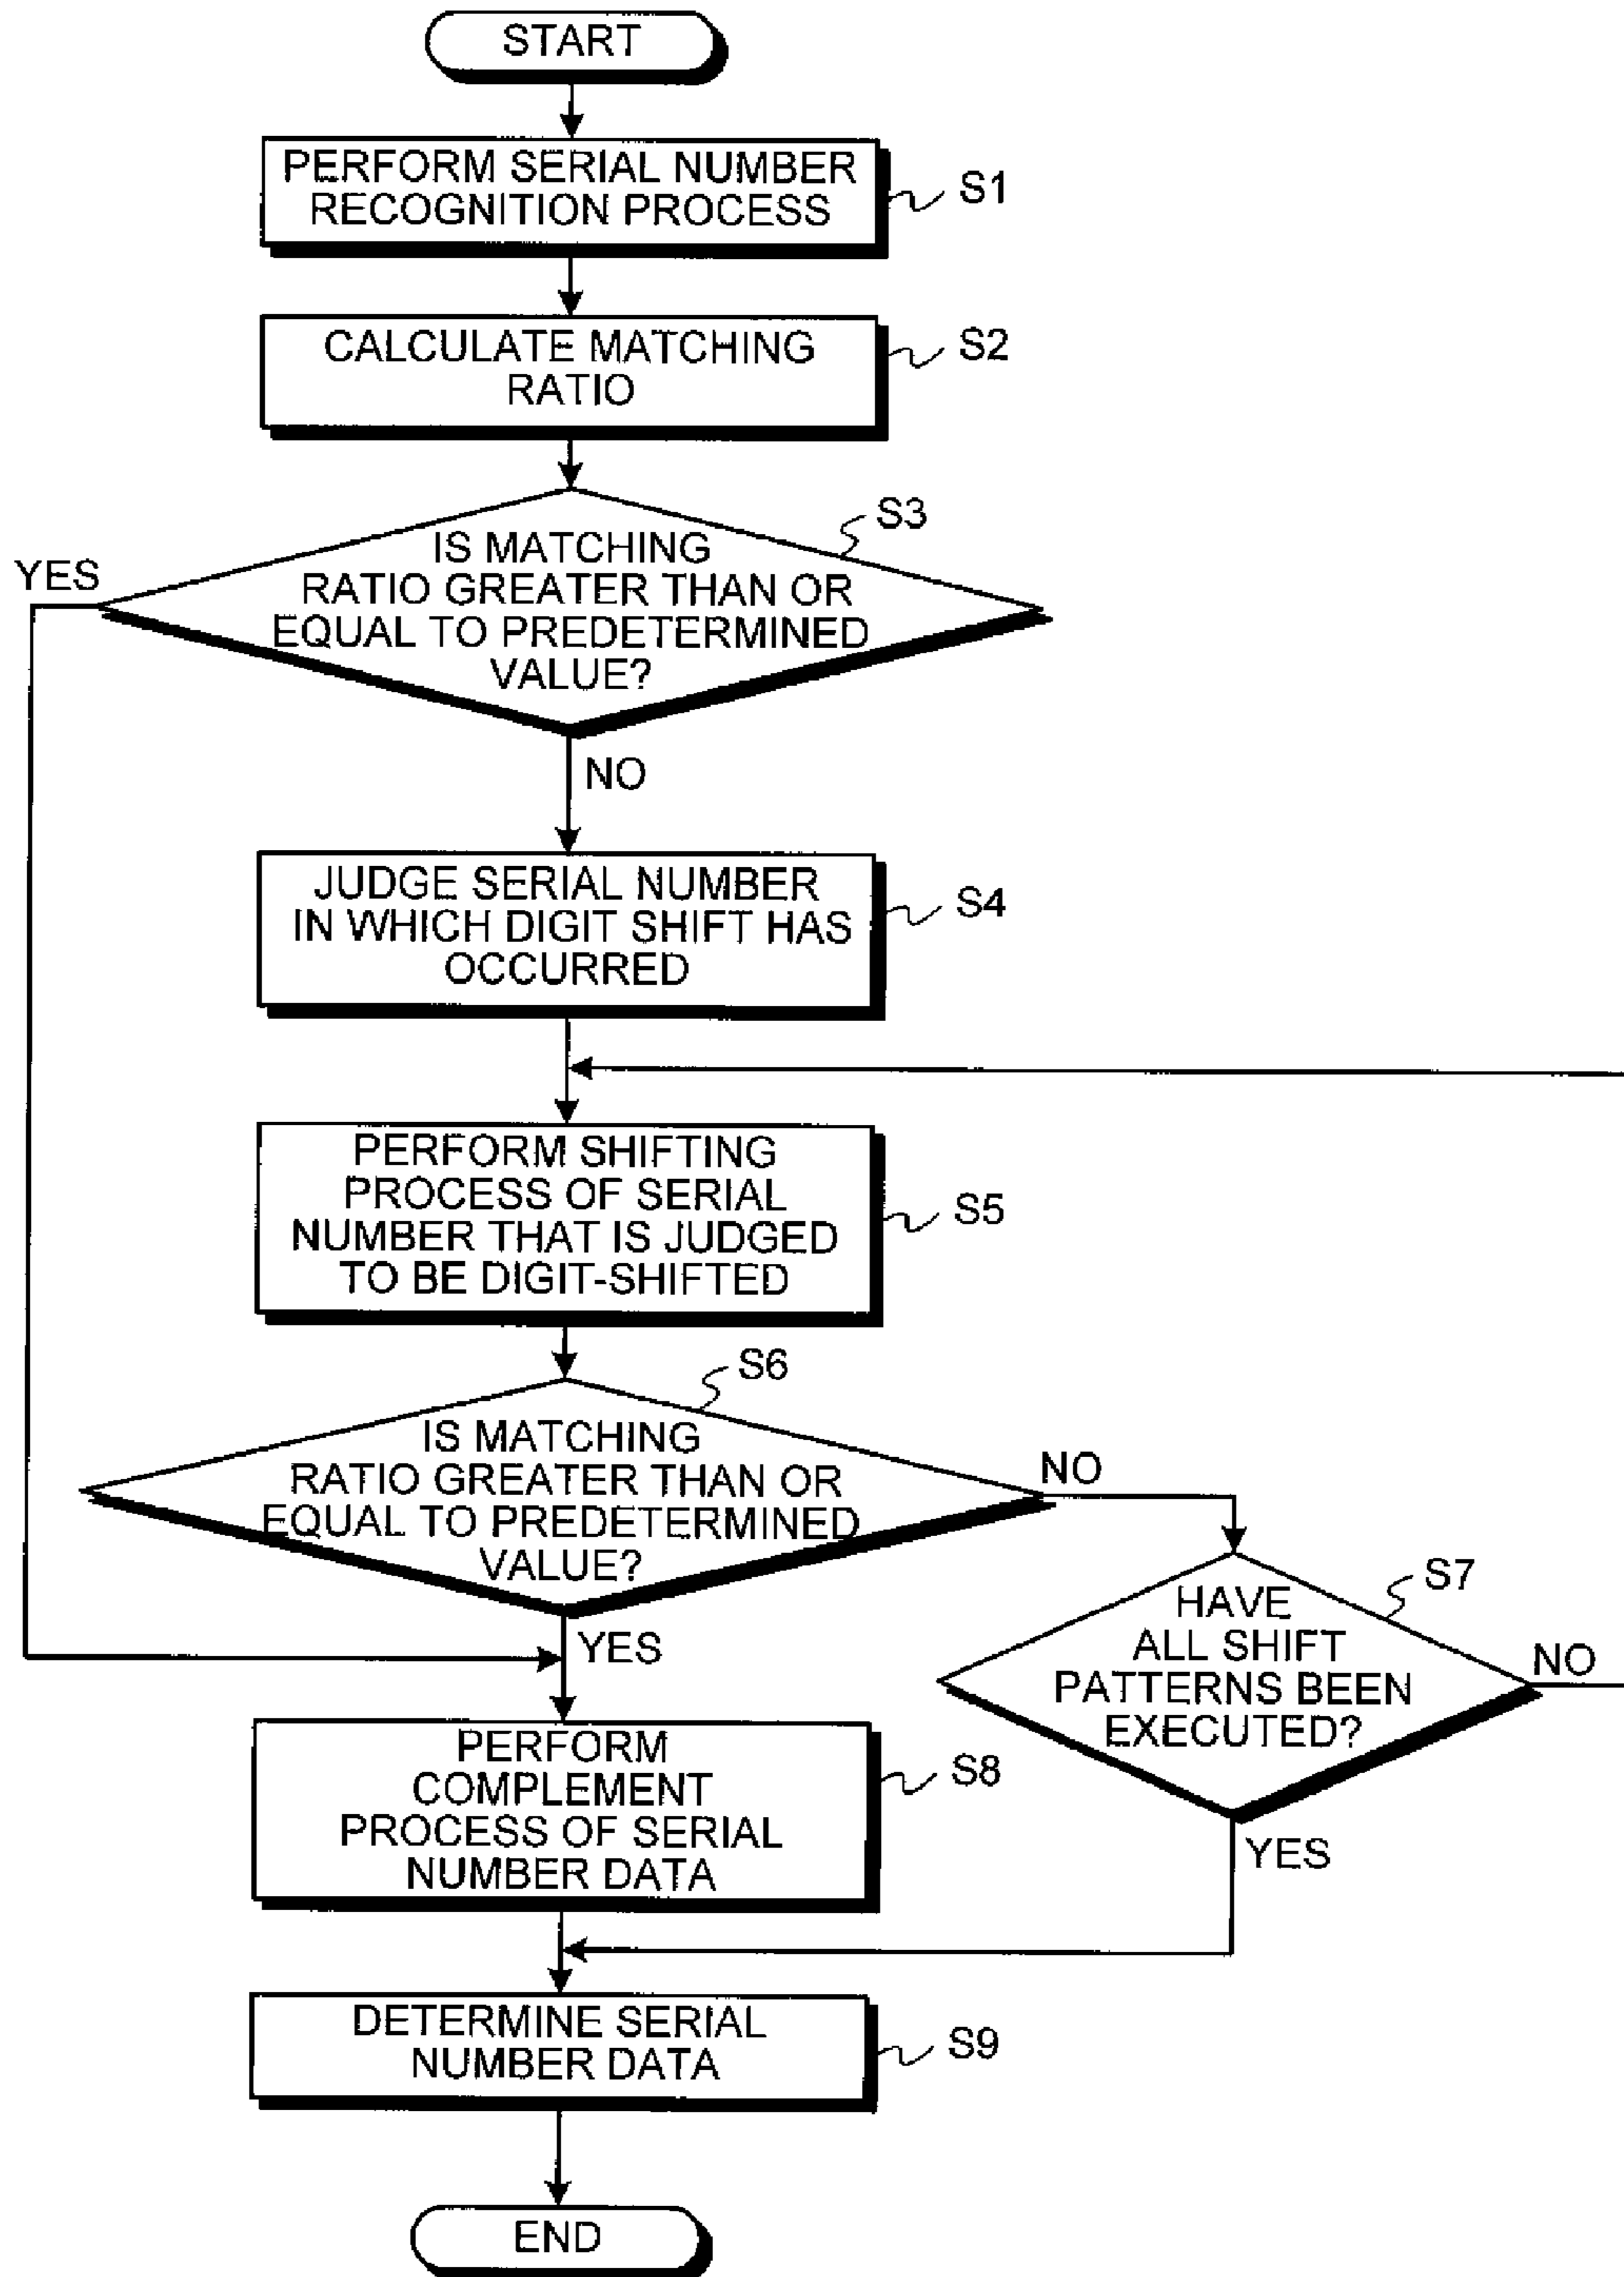 START
PERFORM SERIAL NUMBER
RECOGNITION PROCESS
S1
CALCULATE MATCHING
RATIO
S2
S3
IS MATCHING
RATIO GREATER THAN OR
EQUAL TO PREDETERMINED
VALUE?
YES
NO
JUDGE SERIAL NUMBER
IN WHICH DIGIT SHIFT HAS
OCCURRED
S4
PERFORM SHIFTING
PROCESS OF SERIAL
NUMBER THAT IS JUDGED
TO BE DIGIT-SHIFTED
S5
S6
IS MATCHING
RATIO GREATER THAN OR
EQUAL TO PREDETERMINED
VALUE?
NO
YES
S7
HAVE
ALL SHIFT
PATTERNS BEEN
EXECUTED?
NO
YES
PERFORM
COMPLEMENT
PROCESS OF SERIAL
NUMBER DATA
S8
DETERMINE SERIAL
NUMBER DATA
S9
END